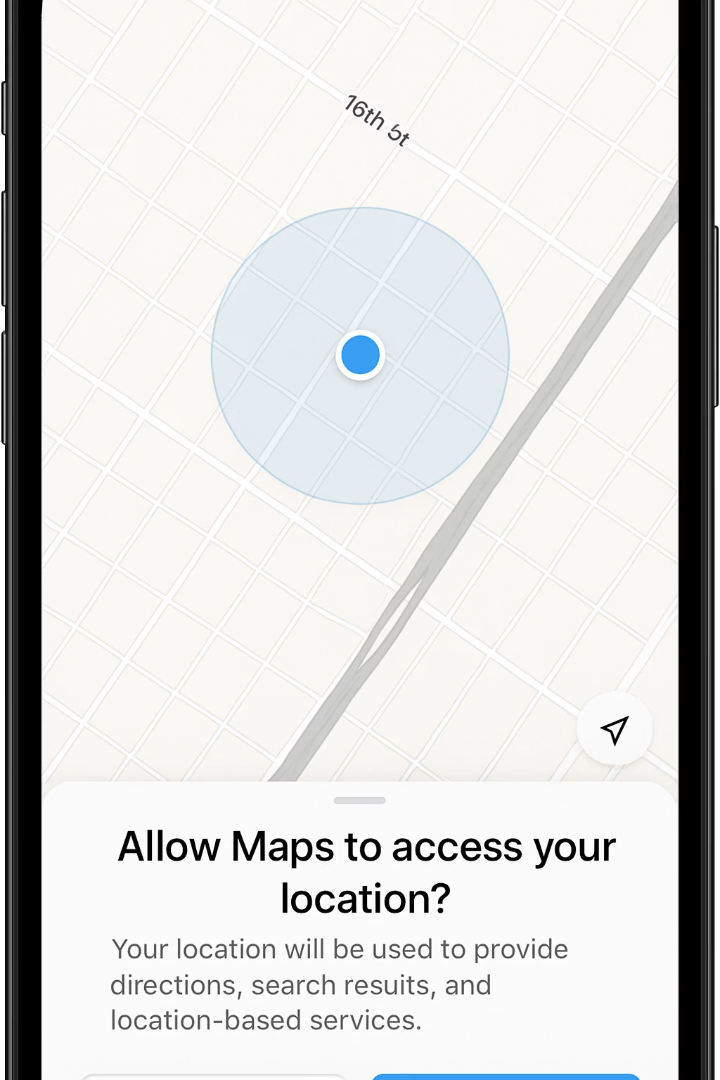 16th St
Allow Maps to access your
location?
Your location will be used to provide
directions, search resuits, and
location-based services.